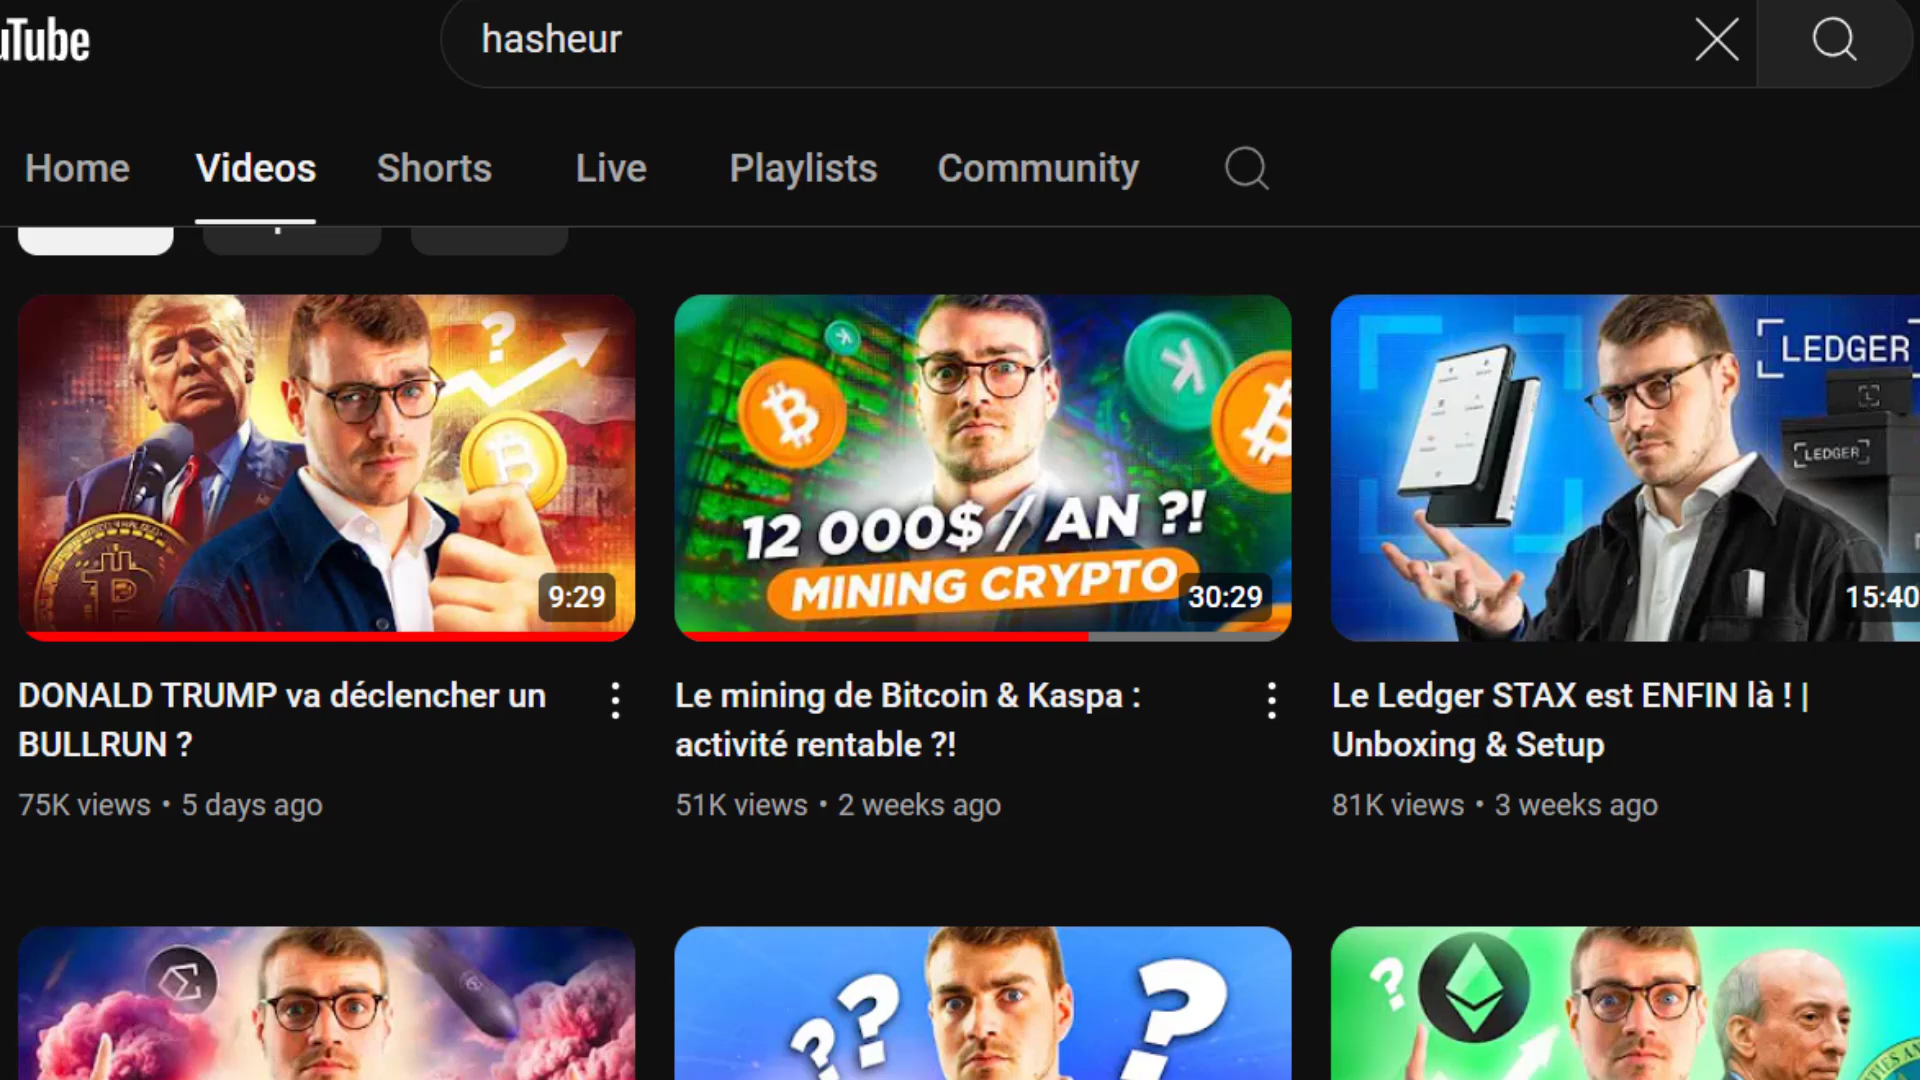 uTube
hasheur
Home Videos Shorts Live Playlists Community
?
9:29
12 000$ / AN ?!
MINING CRYPTO
30:29
LEDGER
L
LEDGER
15:40
DONALD TRUMP va déclencher un
BULLRUN ?
75K views • 5 days ago
Le mining de Bitcoin & Kaspa :
activité rentable ?!
51K views • 2 weeks ago
Le Ledger STAX est ENFIN là ! |
Unboxing & Setup
81K views • 3 weeks ago
? ? ?
?